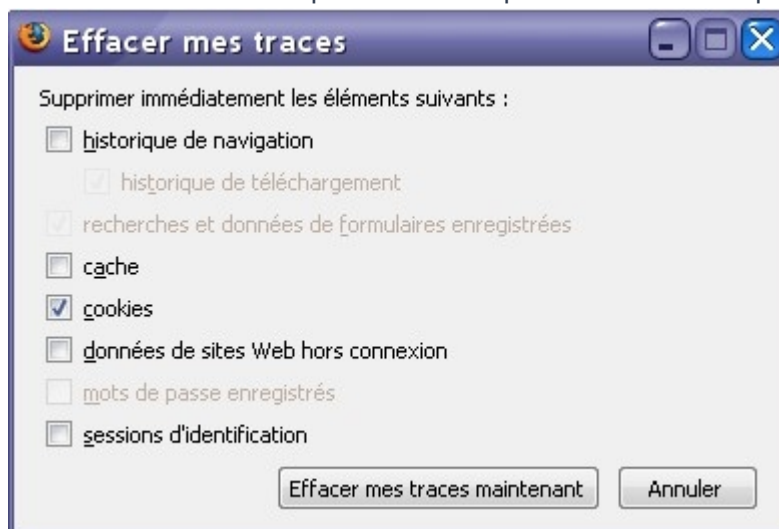 Effacer mes traces
Supprimer immédiatement les éléments suivants :
historique de navigation
historique de téléchargement
recherches et données de formulaires enregistrées
cache
cookies
données de sites Web hors connexion
mots de passe enregistrés
sessions d'identification
Effacer mes traces maintenant Annuler